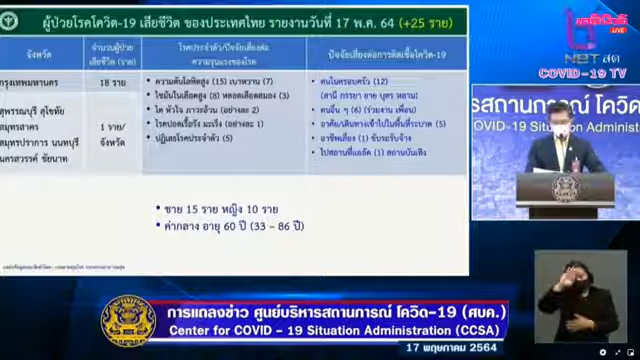 ผู้ป่วยโรคโควิด-19 เสียชีวิต ของประเทศไทย รายงานวันที่ 17 พ.ค. 64 (+25 ราย)
จังหวัด
จำนวนผู้ป่วย
เสียชีวิต (ราย)
โรคประจำตัว/ปัจจัยเสี่ยงต่อ
ความรุนแรงของโรค
ปัจจัยเสี่ยงต่อการติดเชื้อโควิด-19
กรุงเทพมหานคร
18 ราย
สุพรรณบุรี สุโขทัย
สมุทรสาคร
สมุทรปราการ นนทบุรี
นครสวรรค์ ชัยนาท
1 ราย/
จังหวัด
• ความดันโลหิตสูง (15) เบาหวาน (7)
• ไขมันในเลือดสูง (8) หลอดเลือดสมอง (3)
• ไต หัวใจ ภาวะอ้วน (อย่างละ 2)
• โรคปอดเรื้อรัง มะเร็ง (อย่างละ 1)
• ปฏิเสธโรคประจำตัว (5)
• คนในครอบครัว (12)
(สามี ภรรยา ยาย บุตร หลาน)
• คนอื่น ๆ (6) (ร่วมงาน เพื่อน)
• อาศัย/เดินทางเข้าไปในพื้นที่ระบาด (5)
• อาชีพเสี่ยง (1) ขับรถรับจ้าง
• ไปสถานที่แออัด (1) สถานบันเทิง
• ชาย 15 ราย หญิง 10 ราย
• ค่ากลาง อายุ 60 ปี (33 – 86 ปี)
NBT สด
COVID-19 TV
สถานการณ์ โควิด
COVID-19 Situation Administra
การแถลงข่าว ศูนย์บริหารสถานการณ์ โควิด-19 (ศบค.)
Center for COVID - 19 Situation Administration (CCSA)
17 พฤษภาคม 2564